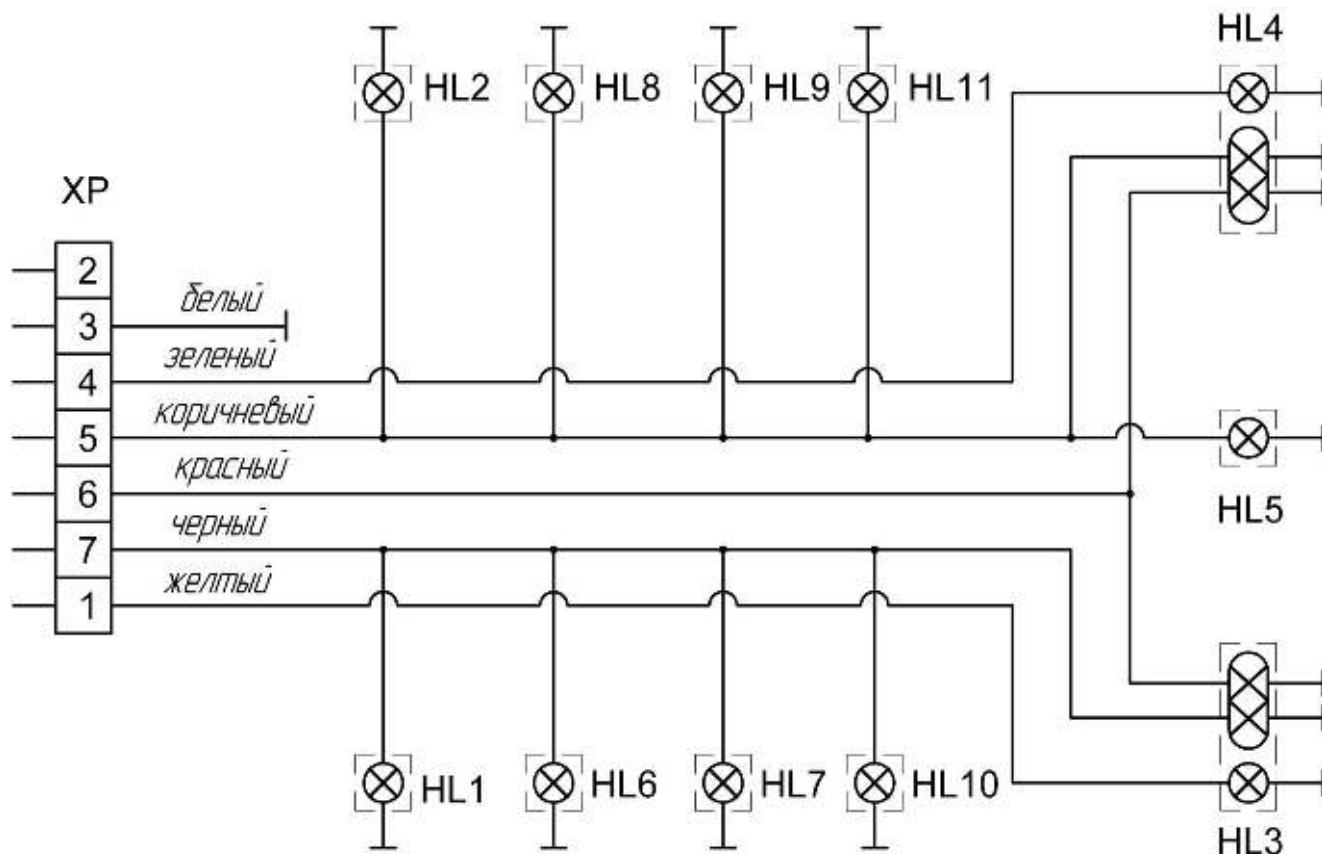 HL4
HL2
HL8
HL9
HL11
XP
2
белый
3
зеленый
4
коричневый
5
красный
6
HL5
черный
7
желтый
1
HL1
HL6
HL7
HL10
HL3